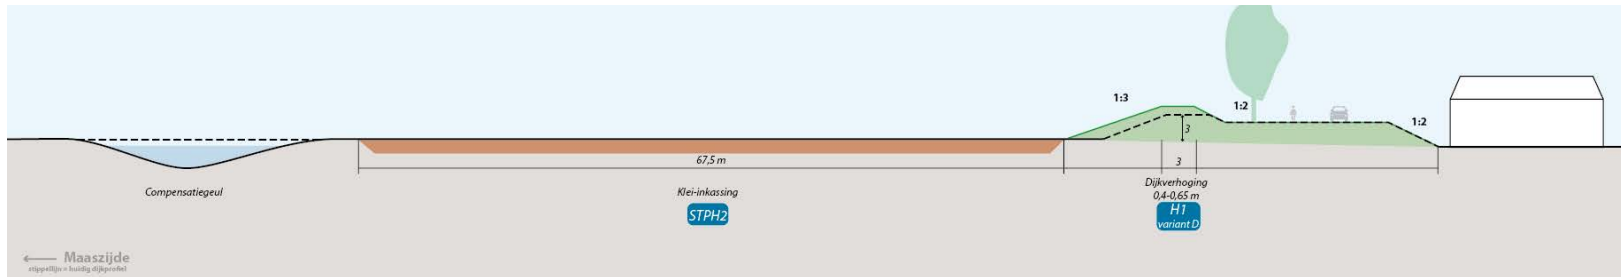 1:3
1:2
1:2
3
67,5 m
3
Compensatiegeul
Klei-inkassing
Dijkverhoging
0,4-0,65 m
STPH2
H1
variant D
Maaszijde
stippellijn = huidig dijkprofiel